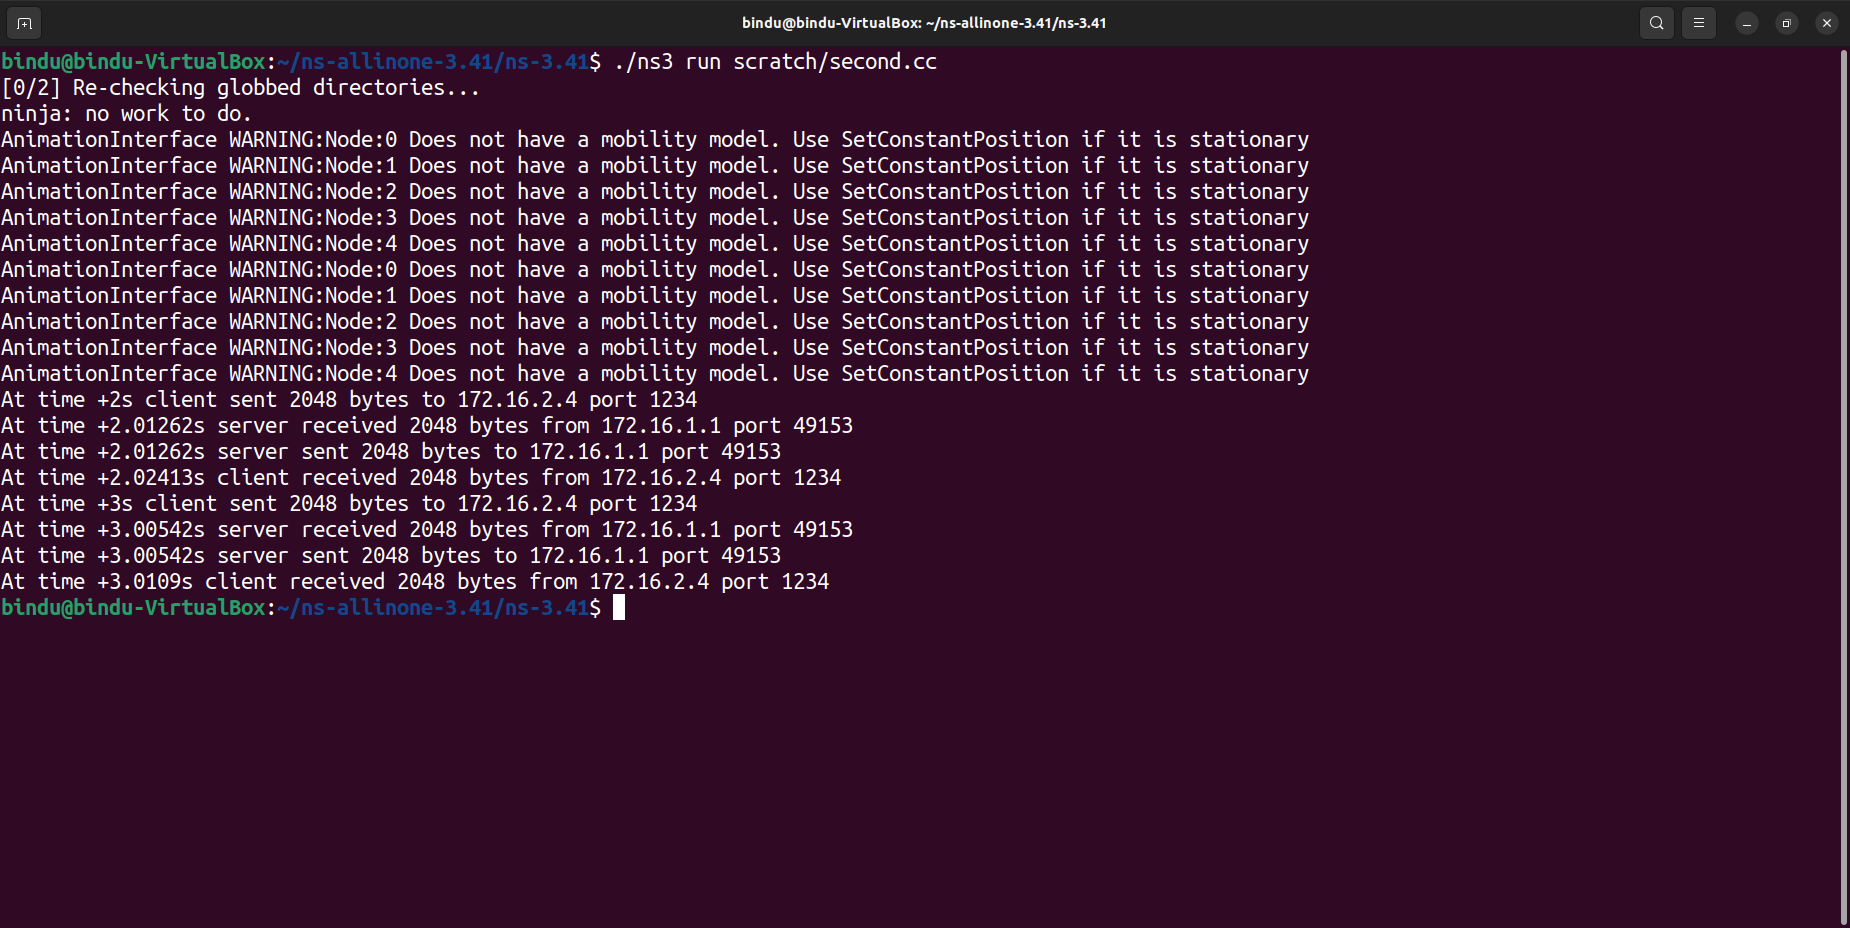 bindu@bindu-VirtualBox: ~/ns-allinone-3.41/ns-3.41
bindu@bindu-VirtualBox:~/ns-allinone-3.41/ns-3.41$ ./ns3 run scratch/second.cc
[0/2] Re-checking globbed directories...
ninja: no work to do.
AnimationInterface WARNING:Node:0 Does not have a mobility model. Use SetConstantPosition if it is stationary
AnimationInterface WARNING:Node:1 Does not have a mobility model. Use SetConstantPosition if it is stationary
AnimationInterface WARNING:Node:2 Does not have a mobility model. Use SetConstantPosition if it is stationary
AnimationInterface WARNING:Node:3 Does not have a mobility model. Use SetConstantPosition if it is stationary
AnimationInterface WARNING:Node:4 Does not have a mobility model. Use SetConstantPosition if it is stationary
AnimationInterface WARNING:Node:0 Does not have a mobility model. Use SetConstantPosition if it is stationary
AnimationInterface WARNING:Node:1 Does not have a mobility model. Use SetConstantPosition if it is stationary
AnimationInterface WARNING:Node:2 Does not have a mobility model. Use SetConstantPosition if it is stationary
AnimationInterface WARNING:Node:3 Does not have a mobility model. Use SetConstantPosition if it is stationary
AnimationInterface WARNING:Node:4 Does not have a mobility model. Use SetConstantPosition if it is stationary
At time +2s client sent 2048 bytes to 172.16.2.4 port 1234
At time +2.01262s server received 2048 bytes from 172.16.1.1 port 49153
At time +2.01262s server sent 2048 bytes to 172.16.1.1 port 49153
At time +2.02413s client received 2048 bytes from 172.16.2.4 port 1234
At time +3s client sent 2048 bytes to 172.16.2.4 port 1234
At time +3.00542s server received 2048 bytes from 172.16.1.1 port 49153
At time +3.00542s server sent 2048 bytes to 172.16.1.1 port 49153
At time +3.0109s client received 2048 bytes from 172.16.2.4 port 1234
bindu@bindu-VirtualBox:~/ns-allinone-3.41/ns-3.41$